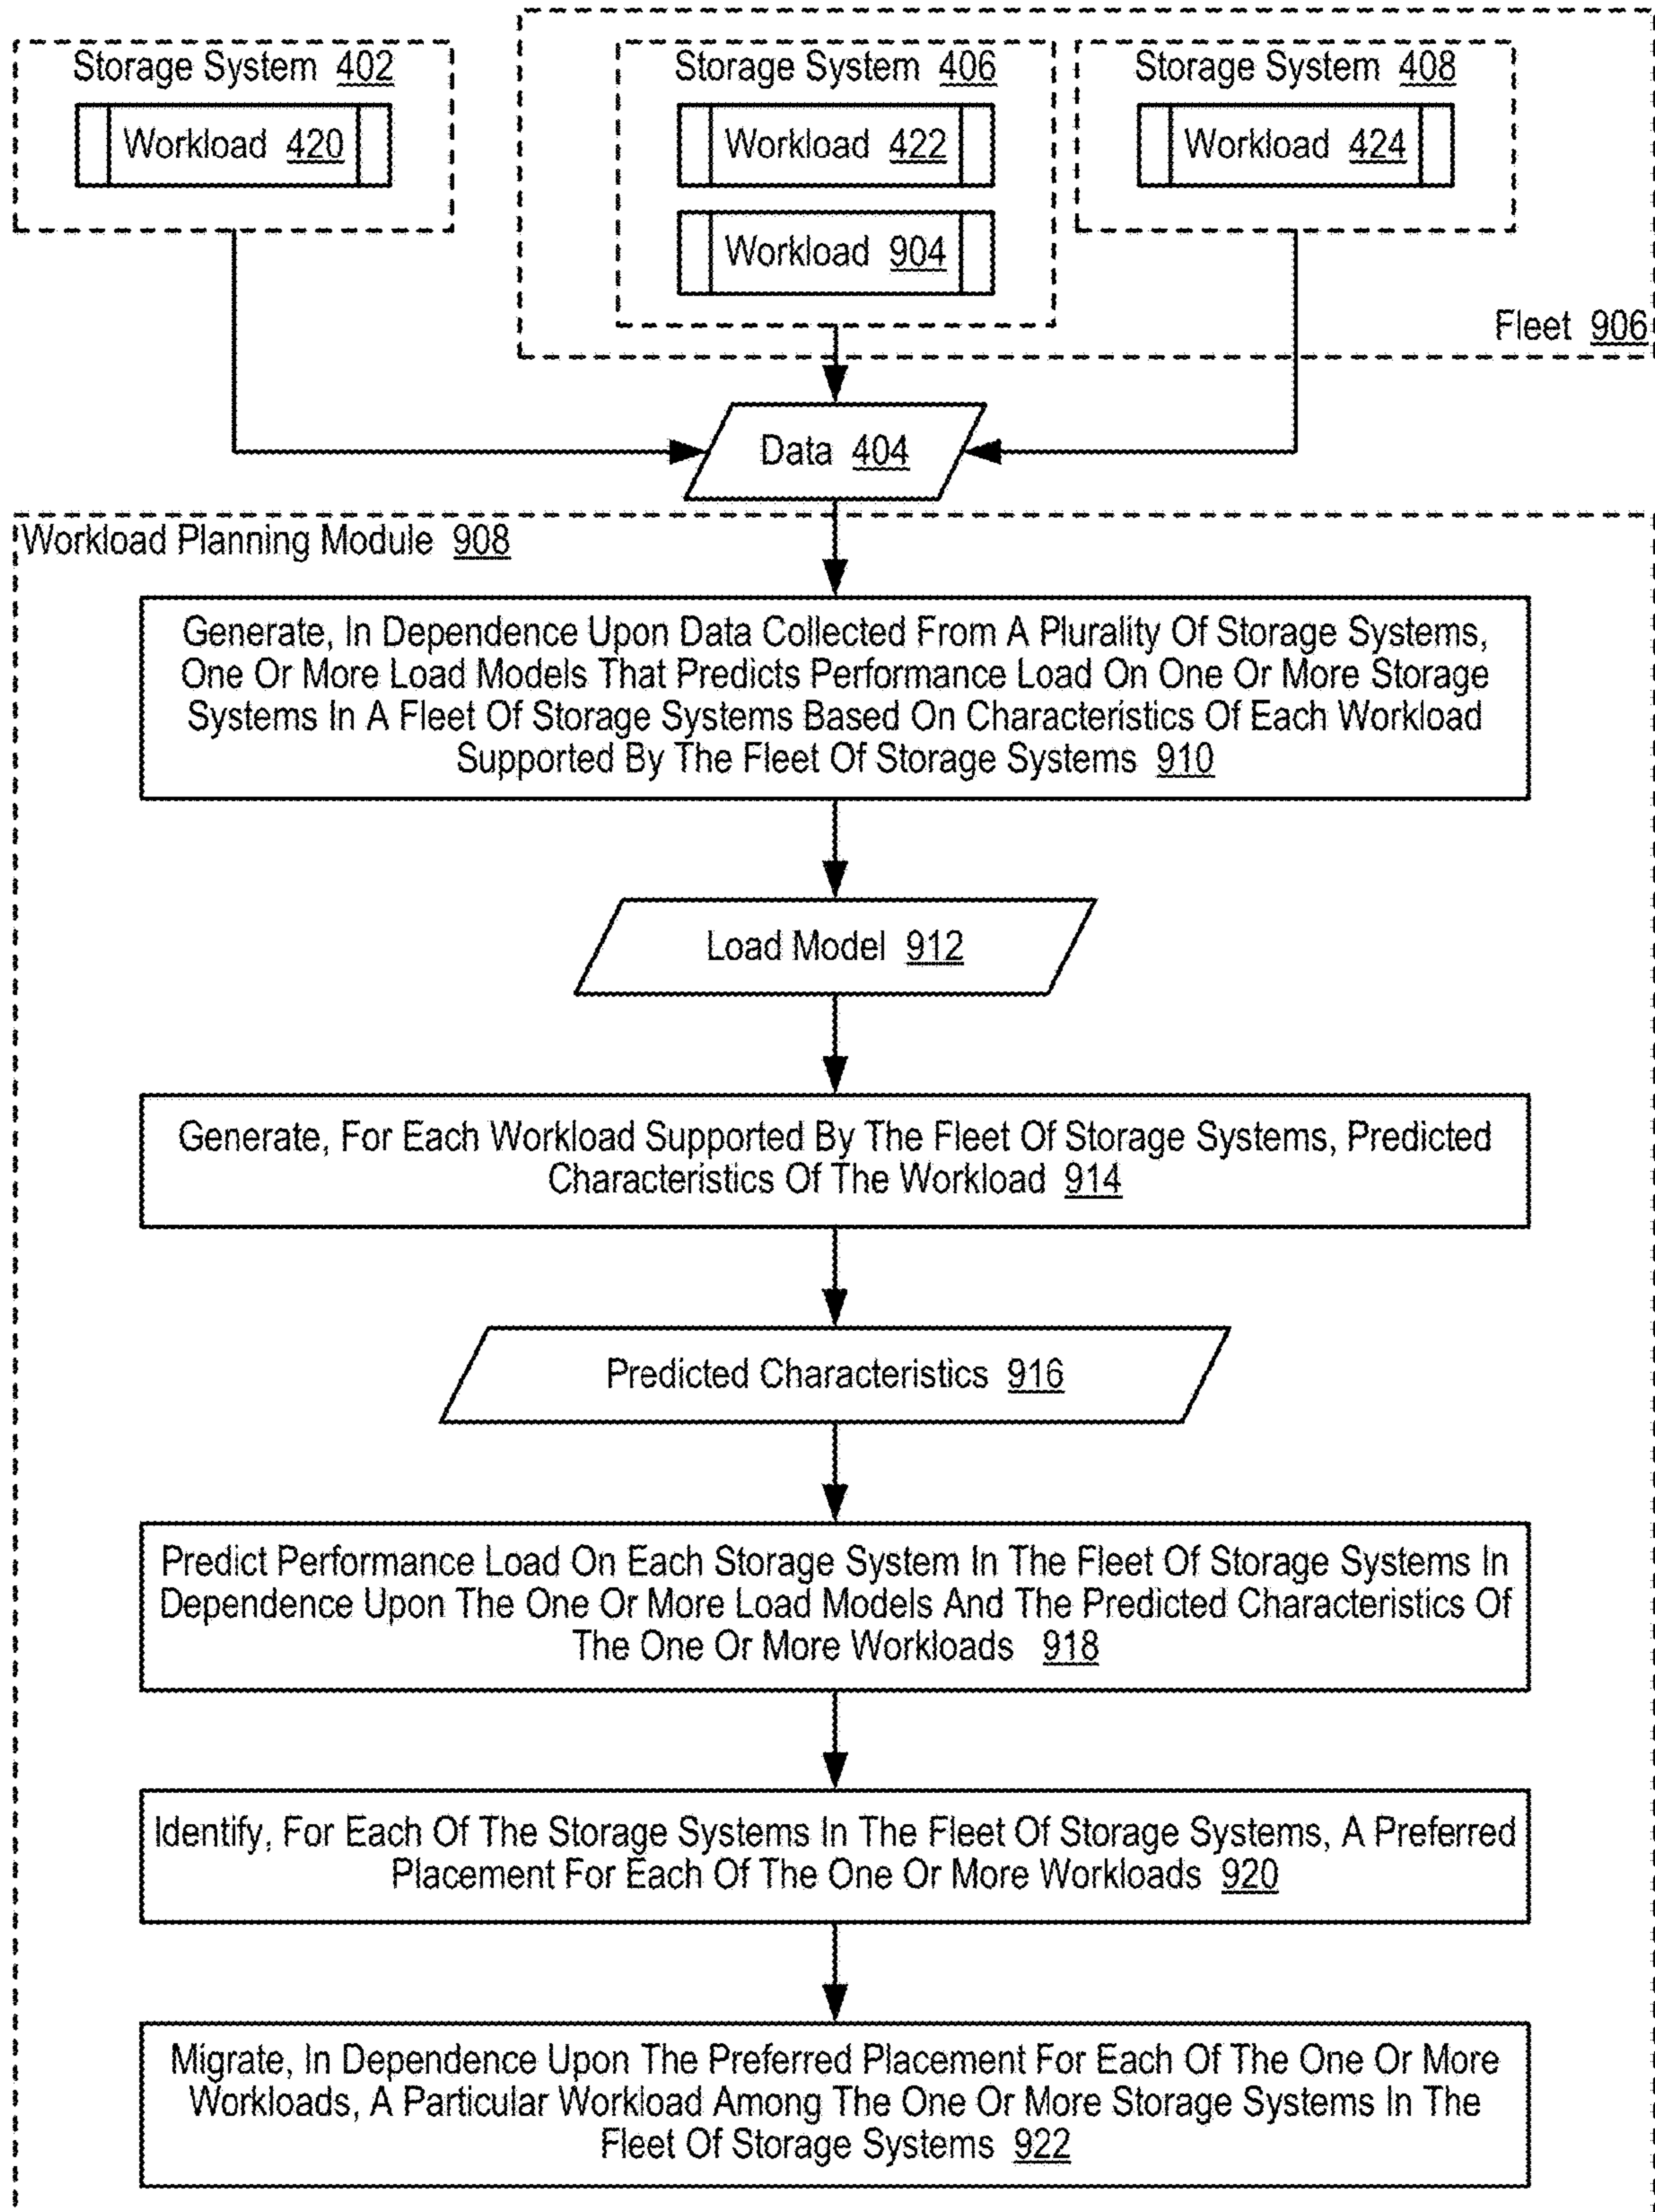 Storage System 402
Workload 420
Storage System 406
Workload 422
Workload 904
Storage System 408
Workload 424
Fleet 906
Data 404
Workload Planning Module 908
Generate, In Dependence Upon Data Collected From A Plurality Of Storage Systems,
One Or More Load Models That Predicts Performance Load On One Or More Storage
Systems In A Fleet Of Storage Systems Based On Characteristics Of Each Workload
Supported By The Fleet Of Storage Systems 910
Load Model 912
Generate, For Each Workload Supported By The Fleet Of Storage Systems, Predicted
Characteristics Of The Workload 914
Predicted Characteristics 916
Predict Performance Load On Each Storage System In The Fleet Of Storage Systems In
Dependence Upon The One Or More Load Models And The Predicted Characteristics Of
The One Or More Workloads 918
Identify, For Each Of The Storage Systems In The Fleet Of Storage Systems, A Preferred
Placement For Each Of The One Or More Workloads 920
Migrate, In Dependence Upon The Preferred Placement For Each Of The One Or More
Workloads, A Particular Workload Among The One Or More Storage Systems In The
Fleet Of Storage Systems 922